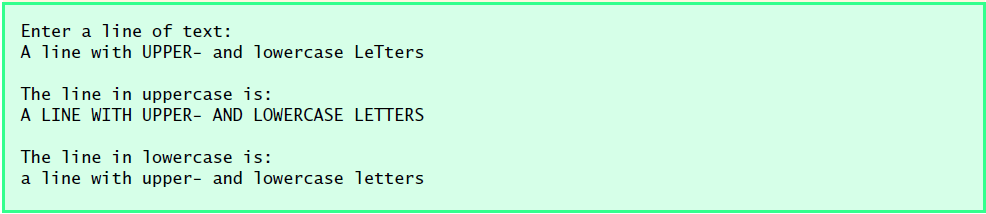 Enter a line of text:
A line with UPPER- and lowercase LeTters
The line in uppercase is:
A LINE WITH UPPER- AND LOWERCASE LETTERS
The line in lowercase is:
a line with upper- and lowercase letters